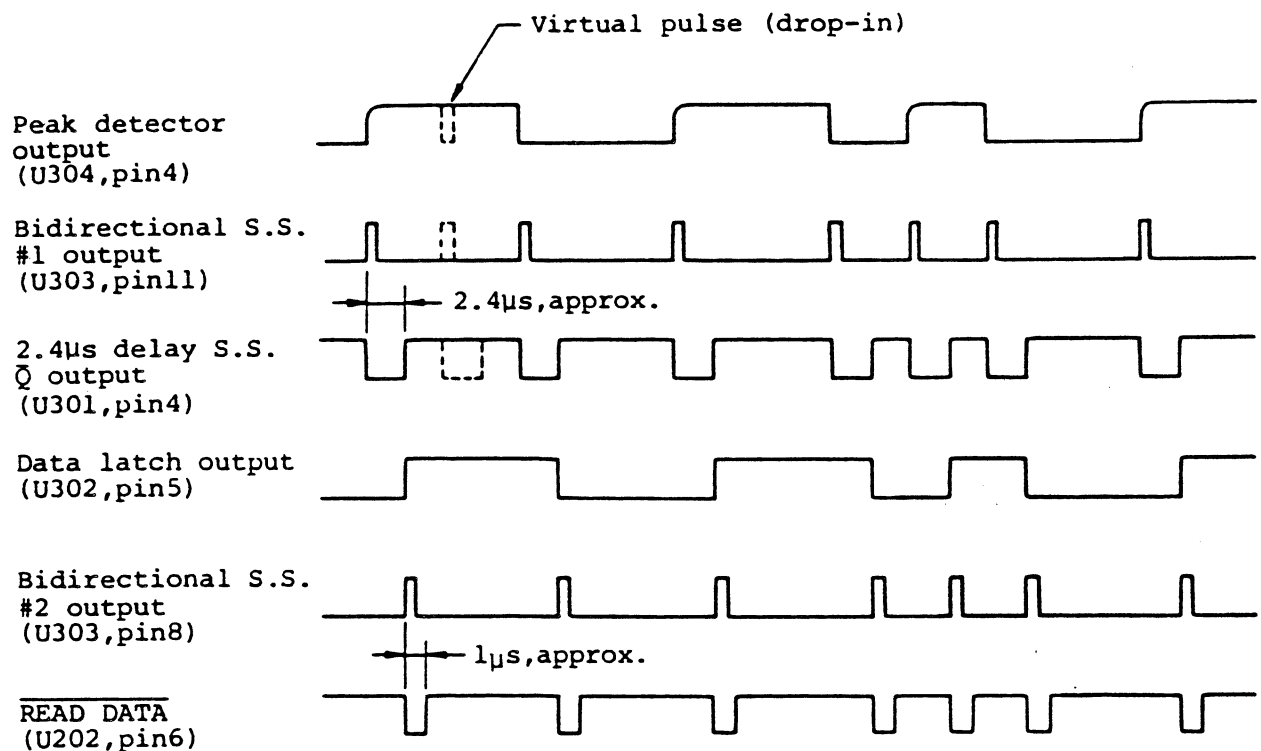 Virtual pulse (drop-in)
Peak detector
output
(U304,pin4)
Bidirectional S.S.
#1 output
(U303,pin11)
2.4μs,approx.
2.4μs delay S.S.
Q̄ output
(U301,pin4)
Data latch output
(U302,pin5)
Bidirectional S.S.
#2 output
(U303,pin8)
1μs,approx.
READ DATA
(U202,pin6)